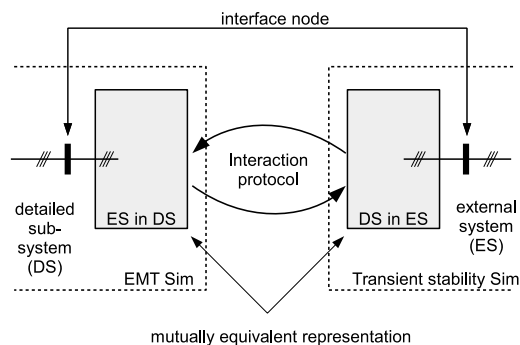 interface node
Interaction
protocol
detailed
sub-
system
(DS)
ES in DS
DS in ES
external
system
(ES)
EMT Sim
Transient stability Sim
mutually equivalent representation